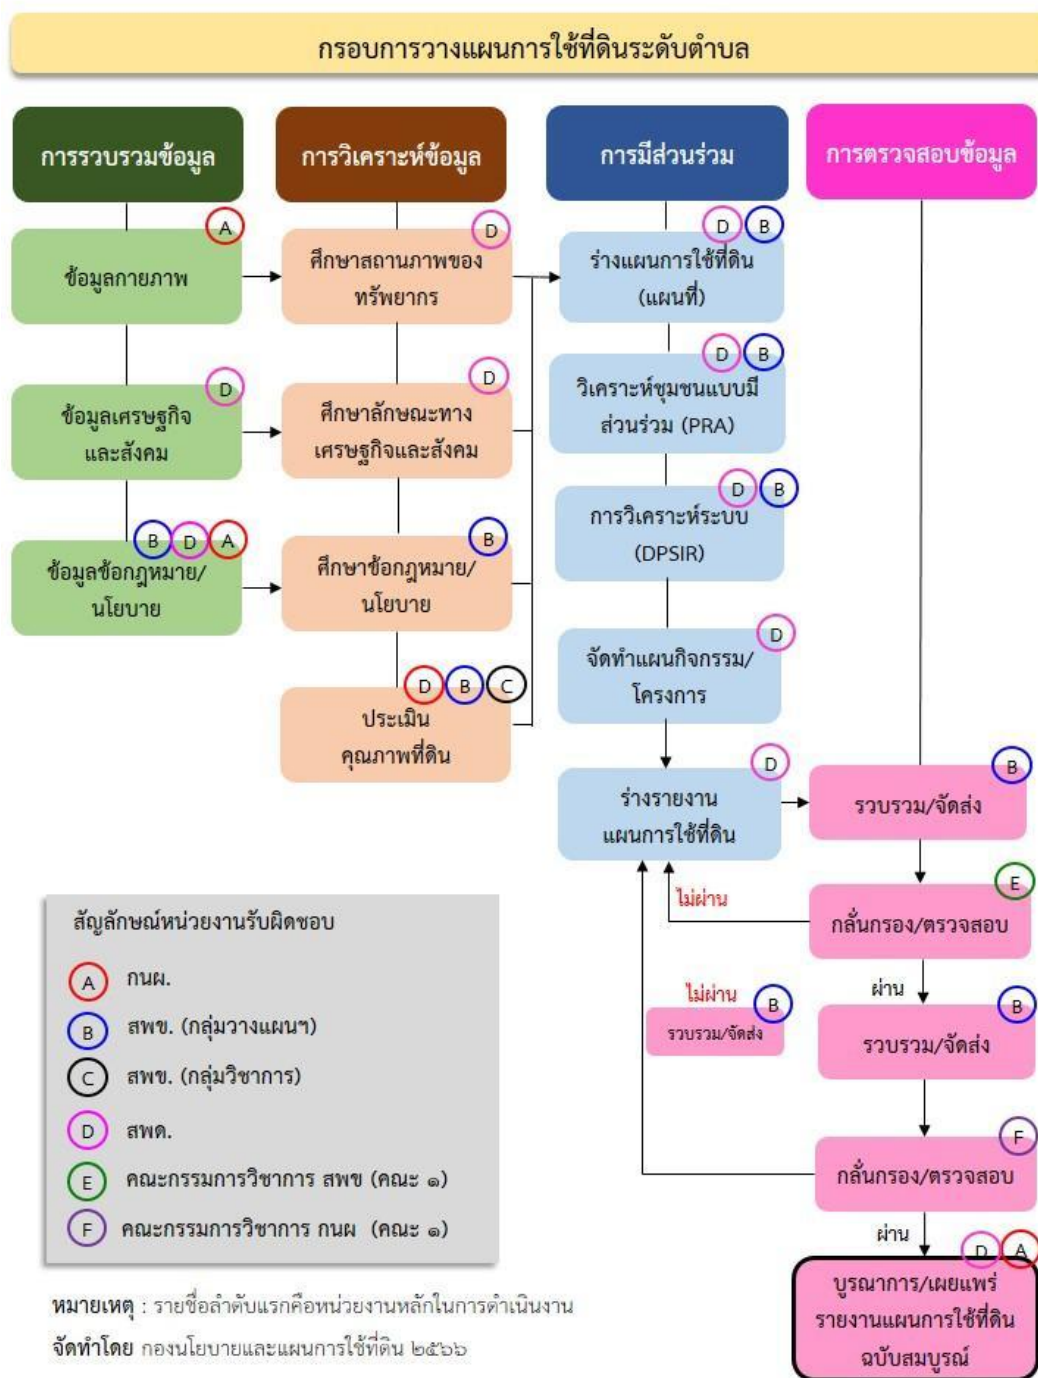 กรอบการวางแผนการใช้ที่ดินระดับตำบล
การรวบรวมข้อมูล
A
ข้อมูลกายภาพ
D
ข้อมูลเศรษฐกิจ
และสังคม
B D A
ข้อมูลข้อกฎหมาย/
นโยบาย
การวิเคราะห์ข้อมูล
D
ศึกษาสถานภาพของ
ทรัพยากร
D
ศึกษาลักษณะทาง
เศรษฐกิจและสังคม
B
ศึกษาข้อกฎหมาย/
นโยบาย
D B C
ประเมิน
คุณภาพที่ดิน
การมีส่วนร่วม
D B
ร่างแผนการใช้ที่ดิน
(แผนที่)
D B
วิเคราะห์ชุมชนแบบมี
ส่วนร่วม (PRA)
D B
การวิเคราะห์ระบบ
(DPSIR)
D
จัดทำแผนกิจกรรม/
โครงการ
D
ร่างรายงาน
แผนการใช้ที่ดิน
การตรวจสอบข้อมูล
B
รวบรวม/จัดส่ง
E
กลั่นกรอง/ตรวจสอบ
ไม่ผ่าน
ผ่าน
B
รวบรวม/จัดส่ง
ไม่ผ่าน
B
รวบรวม/จัดส่ง
F
กลั่นกรอง/ตรวจสอบ
ผ่าน
D A
บูรณาการ/เผยแพร่
รายงานแผนการใช้ที่ดิน
ฉบับสมบูรณ์
สัญลักษณ์หน่วยงานรับผิดชอบ
A กนผ.
B สพข. (กลุ่มวางแผนฯ)
C สพข. (กลุ่มวิชาการ)
D สพด.
E คณะกรรมการวิชาการ สพข (คณะ ๑)
F คณะกรรมการวิชาการ กนผ (คณะ ๑)
หมายเหตุ : รายชื่อลำดับแรกคือหน่วยงานหลักในการดำเนินงาน
จัดทำโดย กองนโยบายและแผนการใช้ที่ดิน ๒๕๖๖